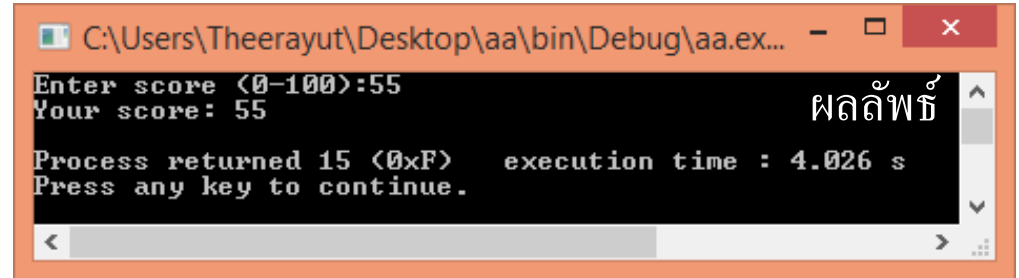 C:\Users\Theerayut\Desktop\aa\bin\Debug\aa.ex...
Enter score (0-100):55
Your score: 55
ผลลัพธ์
Process returned 15 (0xF)   execution time : 4.026 s
Press any key to continue.